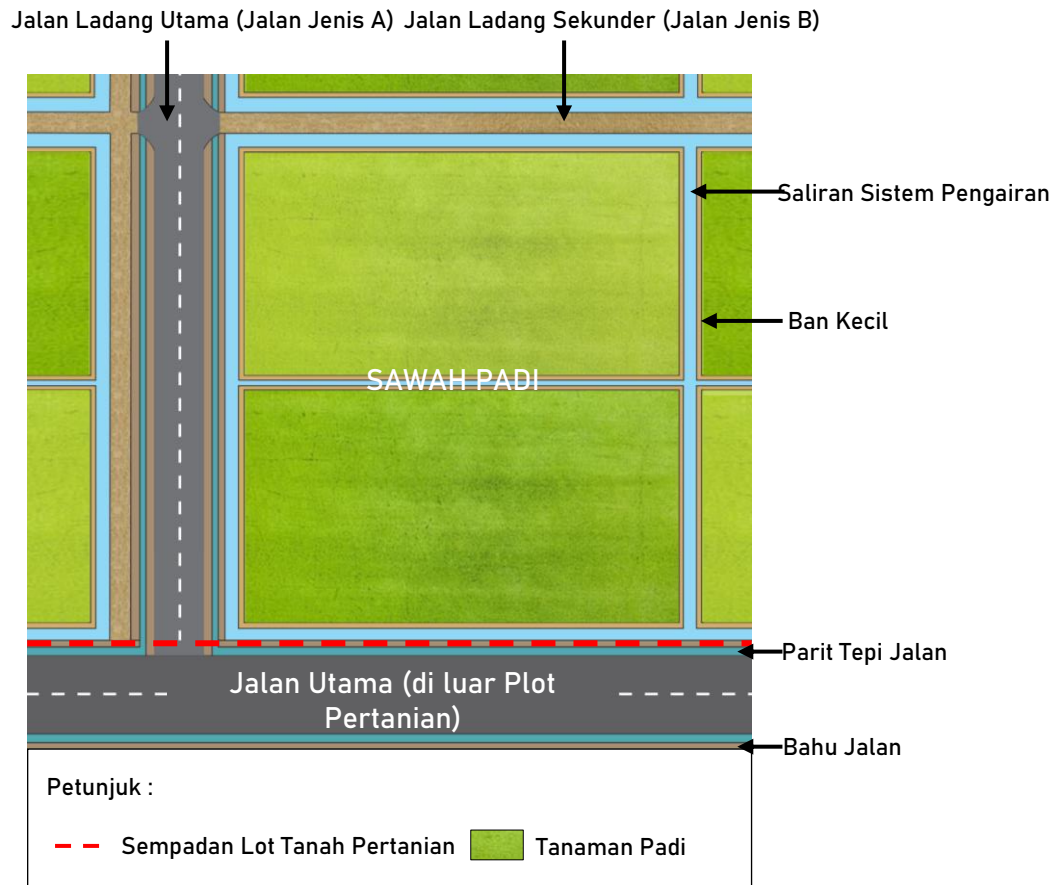 Jalan Ladang Utama (Jalan Jenis A)
Jalan Ladang Sekunder (Jalan Jenis B)
Saliran Sistem Pengairan
Ban Kecil
SAWAH PADI
Parit Tepi Jalan
Jalan Utama (di luar Plot
Pertanian)
Bahu Jalan
Petunjuk :
Sempadan Lot Tanah Pertanian
Tanaman Padi